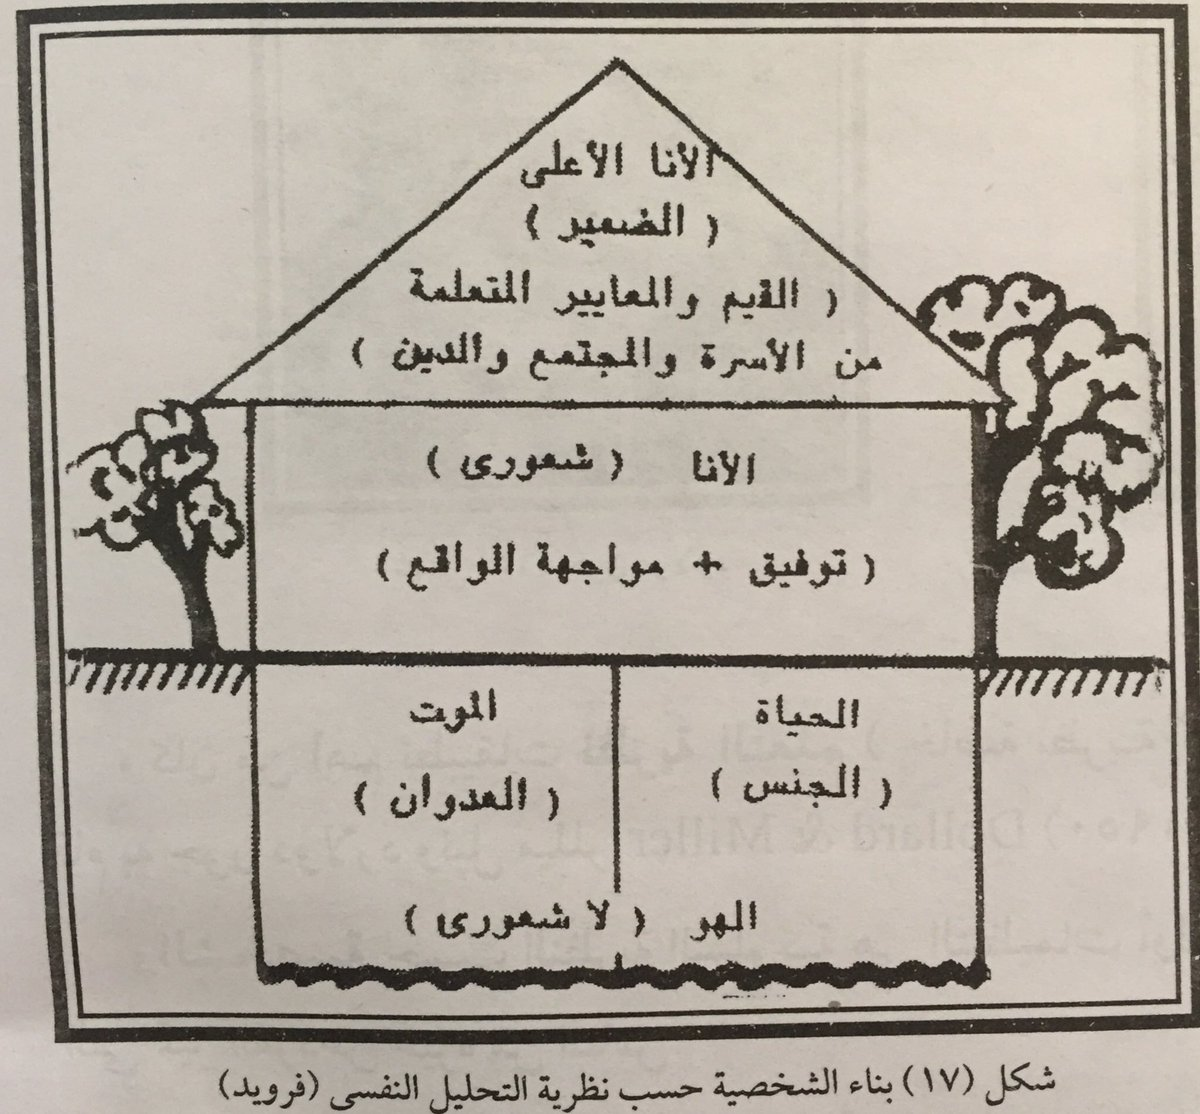 الأنا الأعلى
( الضمير )
( القيم والمعايير المتعلمة
من الأسرة والمجتمع والدين )
الأنا ( شعورى )
( توفيق + مواجهة الواقع )
الحياة
( الجنس )
الموت
( العدوان )
الهو ( لا شعورى )
شكل (١٧) بناء الشخصية حسب نظرية التحليل النفسى (فرويد)